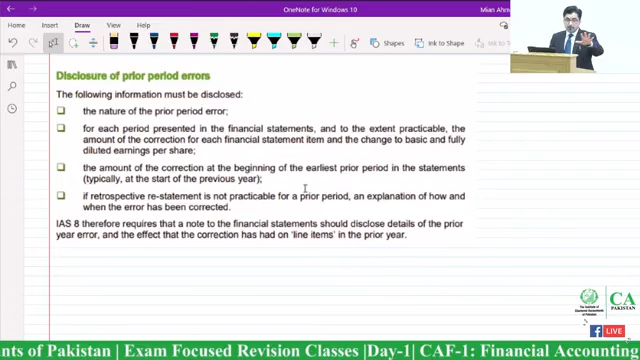 OneNote for Windows 10
Mian Ahm
Home
Insert
Draw
View
Shapes
Ink to Shape
Disclosure of prior period errors
The following information must be disclosed:
the nature of the prior period error;
for each period presented in the financial statements, and to the extent practicable, the
amount of the correction for each financial statement item and the change to basic and fully
diluted earnings per share;
the amount of the correction at the beginning of the earliest prior period in the statements
(typically, at the start of the previous year);
if retrospective re-statement is not practicable for a prior period, an explanation of how and
when the error has been corrected.
IAS 8 therefore requires that a note to the financial statements should disclose details of the prior
year error, and the effect that the correction has had on 'line items' in the prior year.
The Institute of
Chartered Accountants
of Pakistan
CA
PAKISTAN
LIVE
nts of Pakistan | Exam Focused Revision Classes |Day-1| CAF-1: Financial Accounting